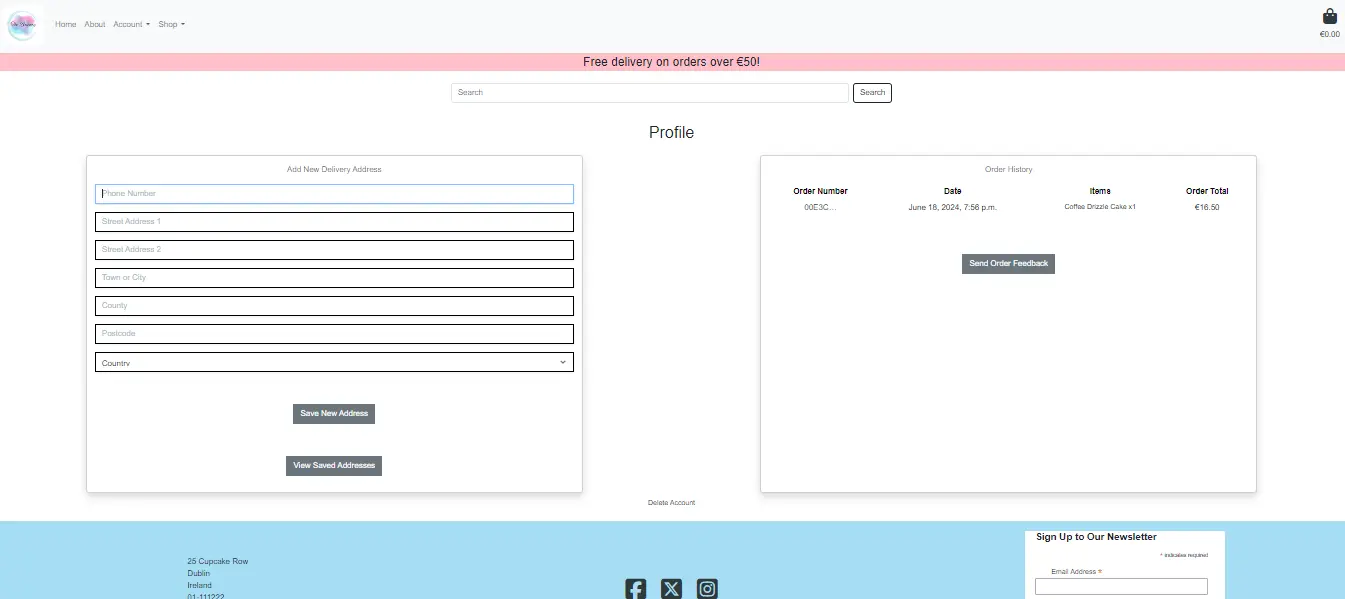 Home About Account Shop
€0.00
Free delivery on orders over €50!
Search Search
Profile
Add New Delivery Address
Phone Number
Street Address 1
Street Address 2
Town or City
County
Postcode
Country
Save New Address
View Saved Addresses
Order History
Order Number Date Items Order Total
00E3C... June 18, 2024, 7:56 p.m. Coffee Drizzle Cake x1 €16.50
Send Order Feedback
Delete Account
25 Cupcake Row
Dublin
Ireland
01-111222
Sign Up to Our Newsletter
* indicates required
Email Address *